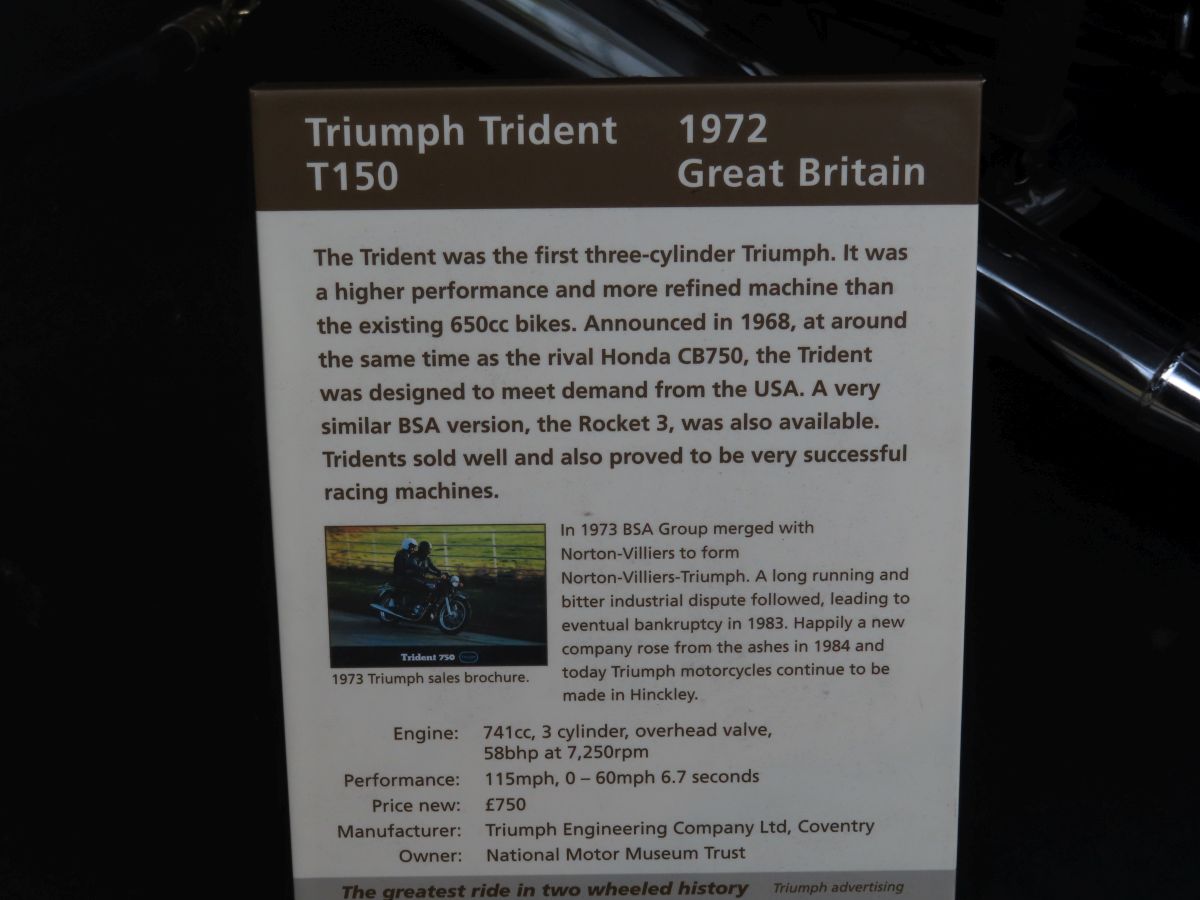 Triumph Trident 1972
T150 Great Britain
The Trident was the first three-cylinder Triumph. It was
a higher performance and more refined machine than
the existing 650cc bikes. Announced in 1968, at around
the same time as the rival Honda CB750, the Trident
was designed to meet demand from the USA. A very
similar BSA version, the Rocket 3, was also available.
Tridents sold well and also proved to be very successful
racing machines.
Trident 750
1973 Triumph sales brochure.
In 1973 BSA Group merged with
Norton-Villiers to form
Norton-Villiers-Triumph. A long running and
bitter industrial dispute followed, leading to
eventual bankruptcy in 1983. Happily a new
company rose from the ashes in 1984 and
today Triumph motorcycles continue to be
made in Hinckley.
Engine: 741cc, 3 cylinder, overhead valve,
58bhp at 7,250rpm
Performance: 115mph, 0 – 60mph 6.7 seconds
Price new: £750
Manufacturer: Triumph Engineering Company Ltd, Coventry
Owner: National Motor Museum Trust
The greatest ride in two wheeled history Triumph advertising